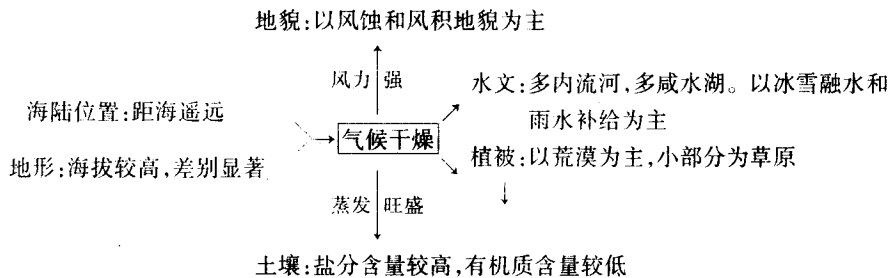 地貌:以风蚀和风积地貌为主
风力 强
水文:多内流河,多咸水湖。以冰雪融水和
雨水补给为主
海陆位置:距海遥远
气候干燥
地形:海拔较高,差别显著
植被:以荒漠为主,小部分为草原
蒸发 旺盛
土壤:盐分含量较高,有机质含量较低